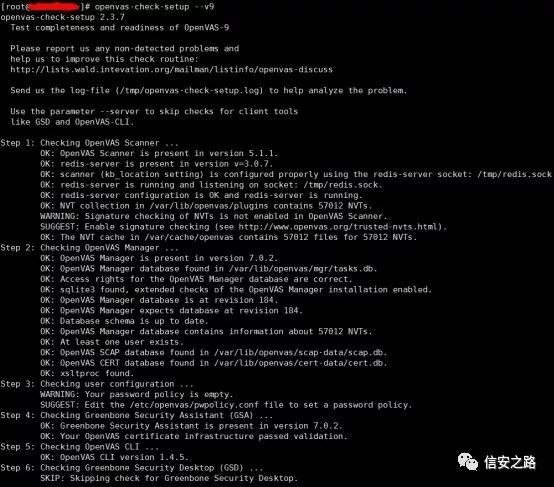 [root@ ]# openvas-check-setup --v9
openvas-check-setup 2.3.7
Test completeness and readiness of OpenVAS-9
Please report us any non-detected problems and
help us to improve this check routine:
http://lists.wald.intevation.org/mailman/listinfo/openvas-discuss
Send us the log-file (/tmp/openvas-check-setup.log) to help analyze the problem.
Use the parameter --server to skip checks for client tools
like GSD and OpenVAS-CLI.
Step 1: Checking OpenVAS Scanner ...
OK: OpenVAS Scanner is present in version 5.1.1.
OK: redis-server is present in version v=3.0.7.
OK: scanner (kb_location setting) is configured properly using the redis-server socket: /tmp/redis.sock
OK: redis-server is running and listening on socket: /tmp/redis.sock.
OK: redis-server configuration is OK and redis-server is running.
OK: NVT collection in /var/lib/openvas/plugins contains 57012 NVTs.
WARNING: Signature checking of NVTs is not enabled in OpenVAS Scanner.
SUGGEST: Enable signature checking (see http://www.openvas.org/trusted-nvts.html).
OK: The NVT cache in /var/cache/openvas contains 57012 files for 57012 NVTs.
Step 2: Checking OpenVAS Manager ...
OK: OpenVAS Manager is present in version 7.0.2.
OK: OpenVAS Manager database found in /var/lib/openvas/mgr/tasks.db.
OK: Access rights for the OpenVAS Manager database are correct.
OK: sqlite3 found, extended checks of the OpenVAS Manager installation enabled.
OK: OpenVAS Manager database is at revision 184.
OK: OpenVAS Manager expects database at revision 184.
OK: Database schema is up to date.
OK: OpenVAS Manager database contains information about 57012 NVTs.
OK: At least one user exists.
OK: OpenVAS SCAP database found in /var/lib/openvas/scap-data/scap.db.
OK: OpenVAS CERT database found in /var/lib/openvas/cert-data/cert.db.
OK: xsltproc found.
Step 3: Checking user configuration ...
WARNING: Your password policy is empty.
SUGGEST: Edit the /etc/openvas/pwpolicy.conf file to set a password policy.
Step 4: Checking Greenbone Security Assistant (GSA) ...
OK: Greenbone Security Assistant is present in version 7.0.2.
OK: Your OpenVAS certificate infrastructure passed validation.
Step 5: Checking OpenVAS CLI ...
OK: OpenVAS CLI version 1.4.5.
Step 6: Checking Greenbone Security Desktop (GSD) ...
SKIP: Skipping check for Greenbone Security Desktop.
信安之路